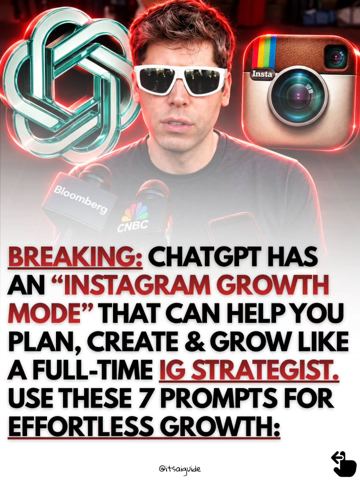 Insta
Bloomberg
CNBC
BREAKING: CHATGPT HAS
AN “INSTAGRAM GROWTH
MODE” THAT CAN HELP YOU
PLAN, CREATE & GROW LIKE
A FULL-TIME IG STRATEGIST.
USE THESE 7 PROMPTS FOR
EFFORTLESS GROWTH:
@itsaiguide